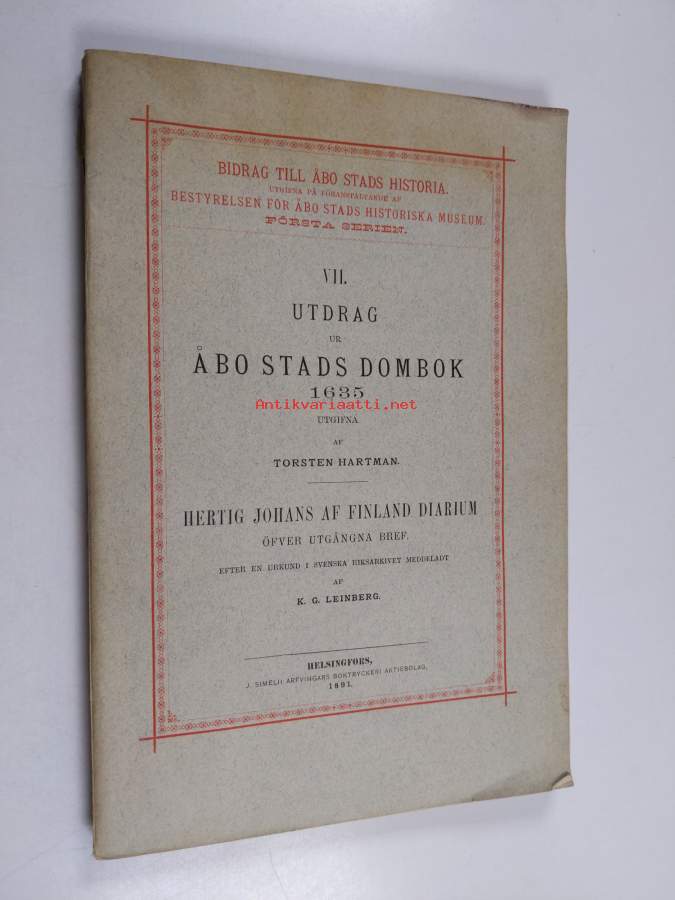 BIDRAG TILL ÅBO STADS HISTORIA.
UTGIFNA PÅ FÖRANSTALTANDE AF
BESTYRELSEN FÖR ÅBO STADS HISTORISKA MUSEUM.
FÖRSTA SERIEN.
VII.
UTDRAG
UR
ÅBO STADS DOMBOK
1635
Antikvariaatti.net
UTGIFNA
AF
TORSTEN HARTMAN.
HERTIG JOHANS AF FINLAND DIARIUM
ÖFVER UTGÅNGNA BREF.
EFTER EN URKUND I SVENSKA RIKSARKIVET MEDDELADT
AF
K. G. LEINBERG.
HELSINGFORS,
J. SIMELII ARFVINGARS BOKTRYCKERI AKTIEBOLAG,
1891.